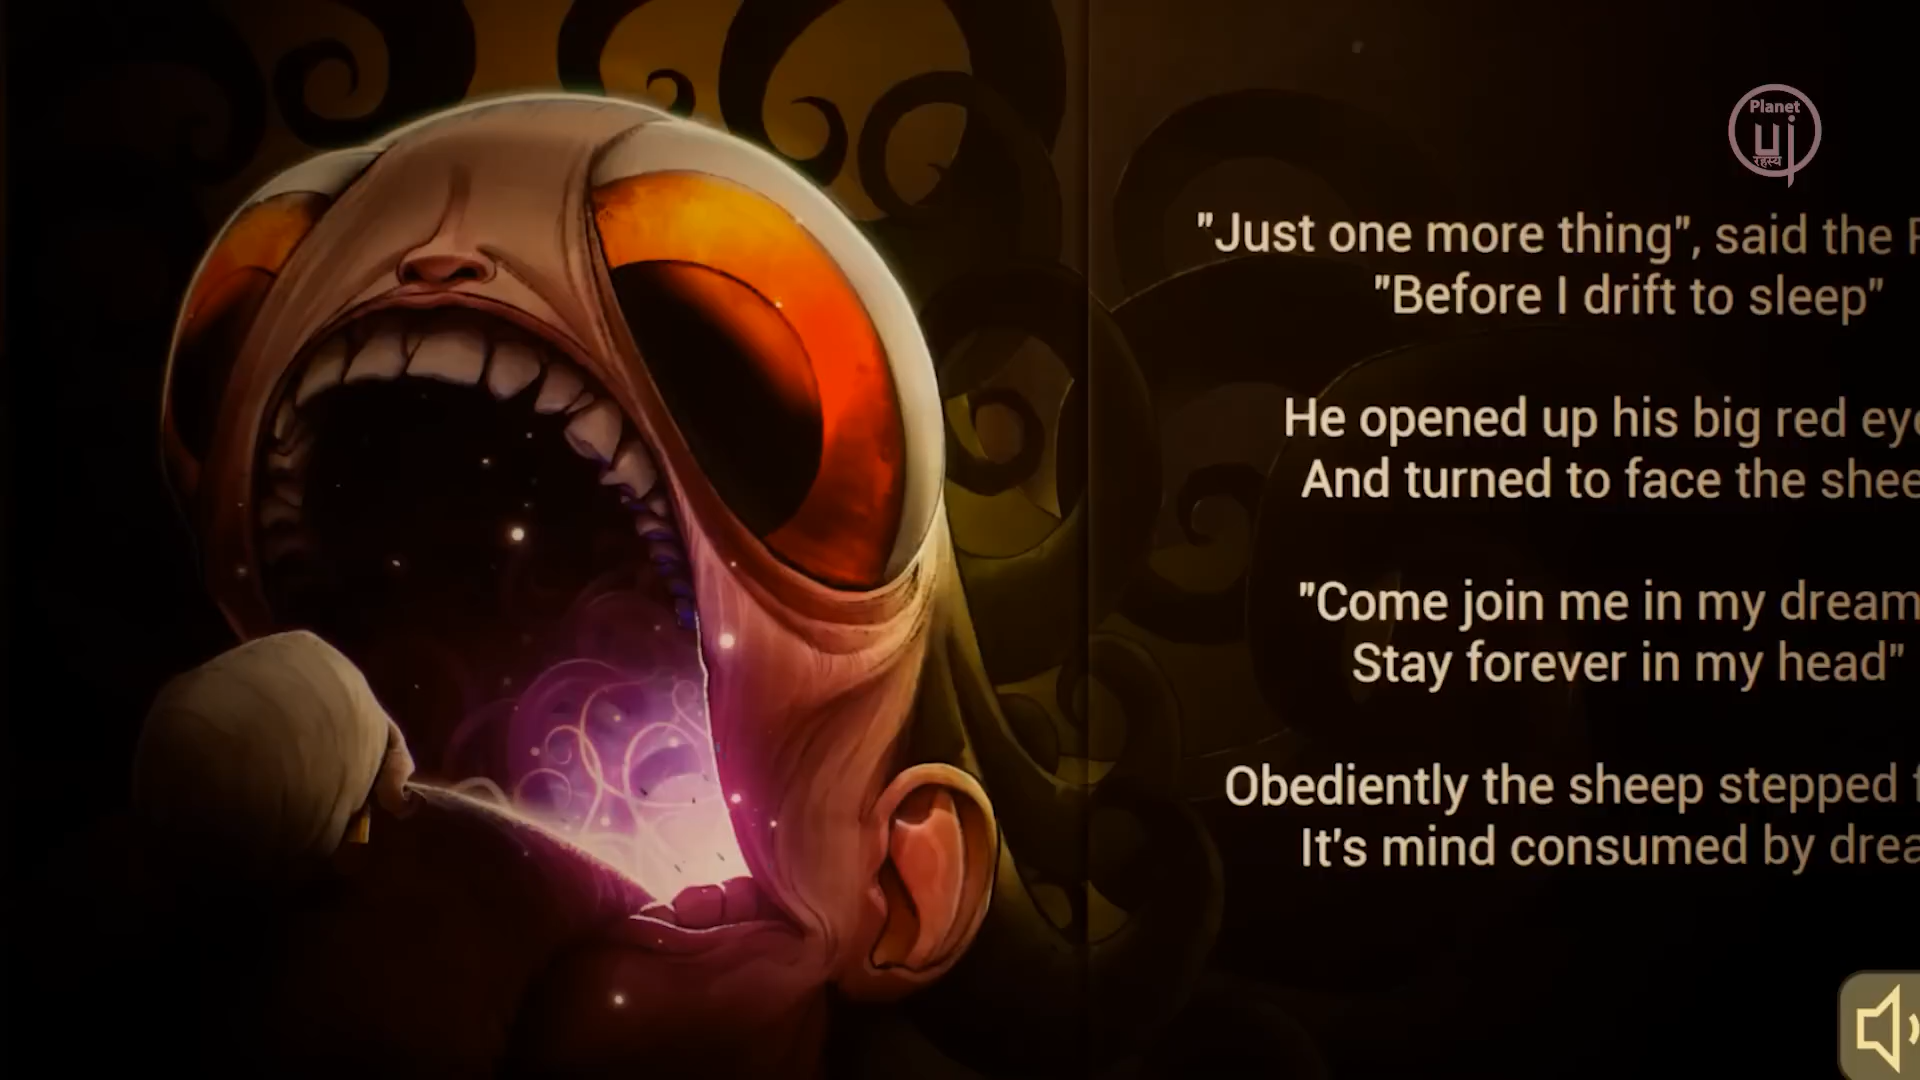 Planet
uj
रहस्य
"Just one more thing", said the
"Before I drift to sleep"
He opened up his big red
And turned to face the
"Come join me in my
Stay forever in my head"
Obediently the sheep stepped
It's mind consumed by